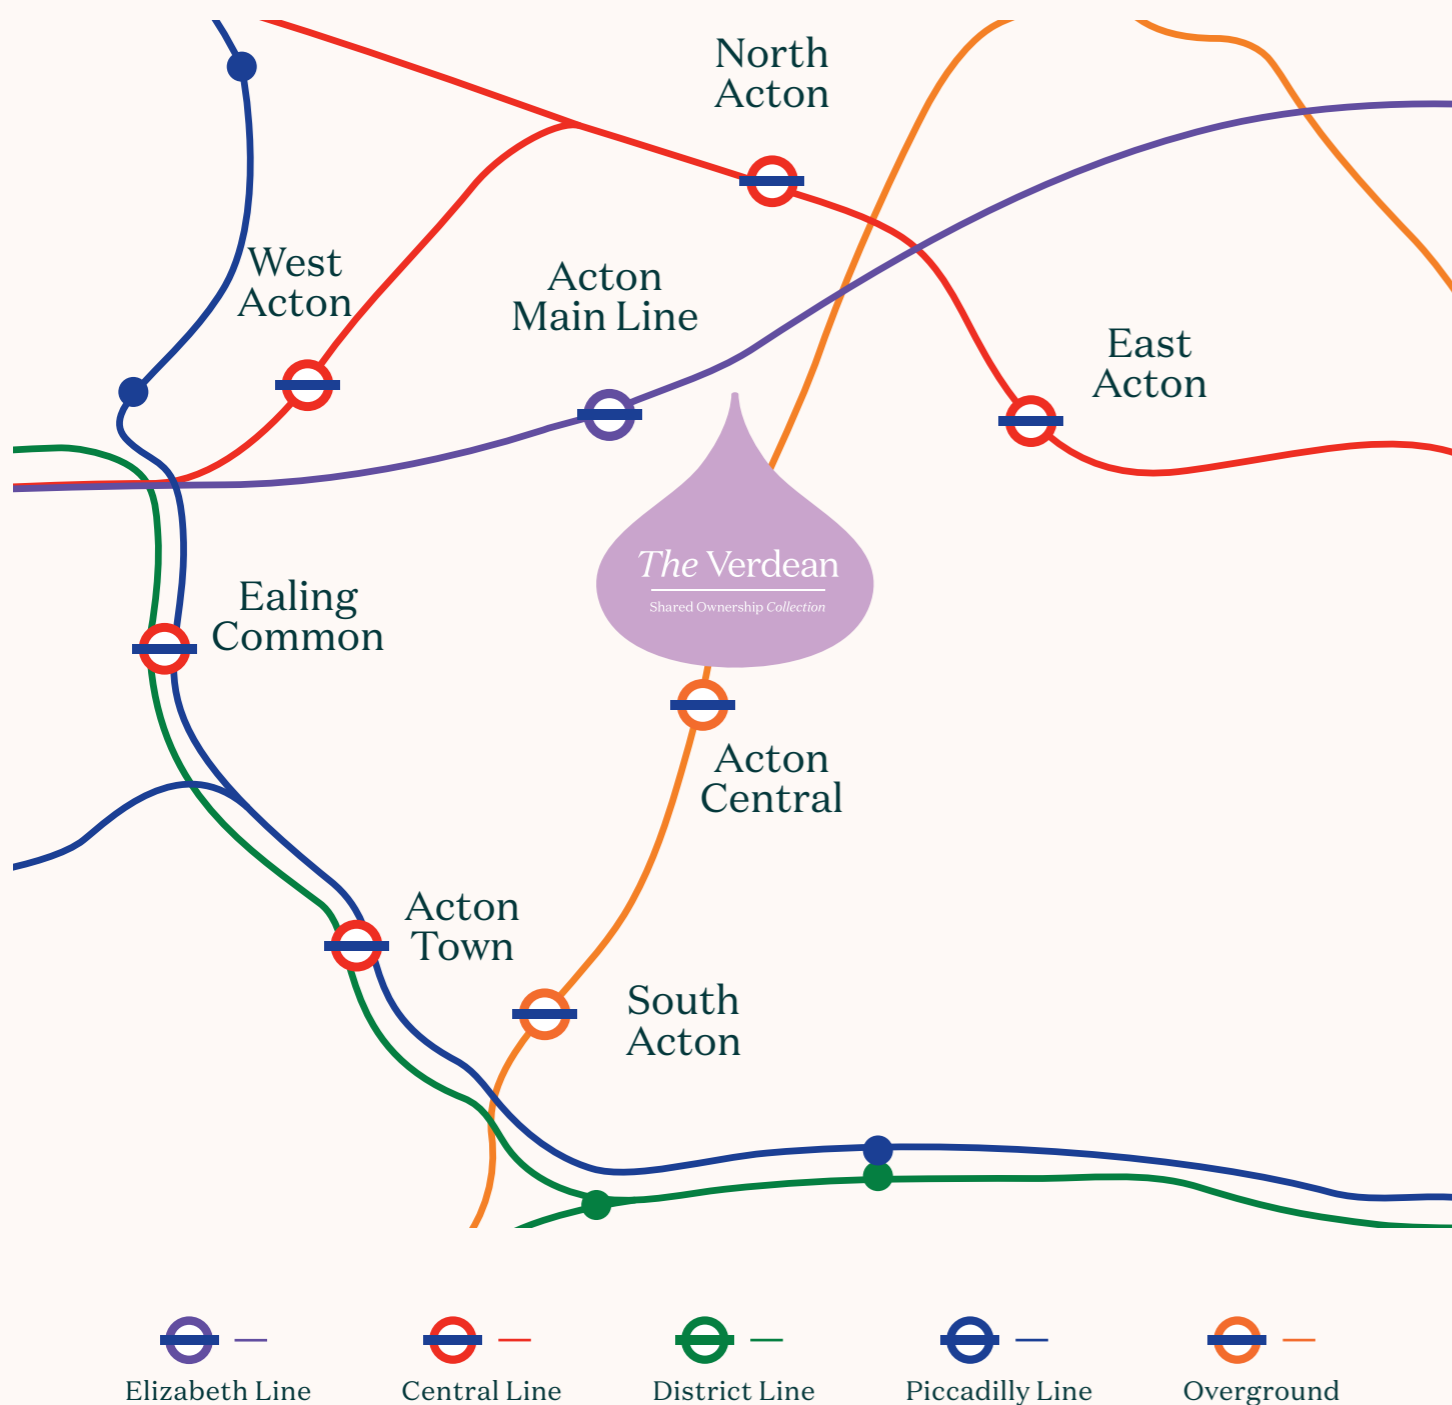 North
Acton
West
Acton
Acton
Main Line
East
Acton
The Verdean
Shared Ownership Collection
Ealing
Common
Acton
Central
Acton
Town
South
Acton
Elizabeth Line
Central Line
District Line
Piccadilly Line
Overground